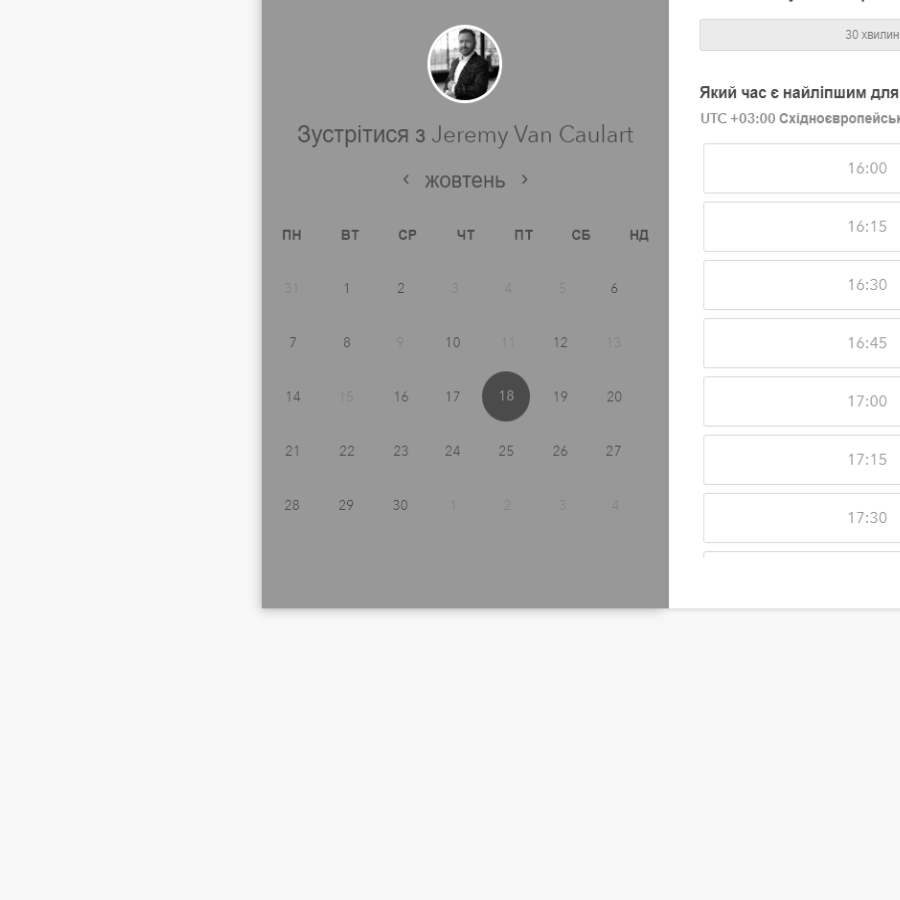 Зустрітися з Jeremy Van Caulart
жовтень
ПН ВТ СР ЧТ ПТ СБ НД
31 1 2 3 4 5 6
7 8 9 10 11 12 13
14 15 16 17 18 19 20
21 22 23 24 25 26 27
28 29 30 1 2 3 4
30 хвилин
Який час є найліпшим для
UTC +03:00 Східноєвропейськ
16:00
16:15
16:30
16:45
17:00
17:15
17:30